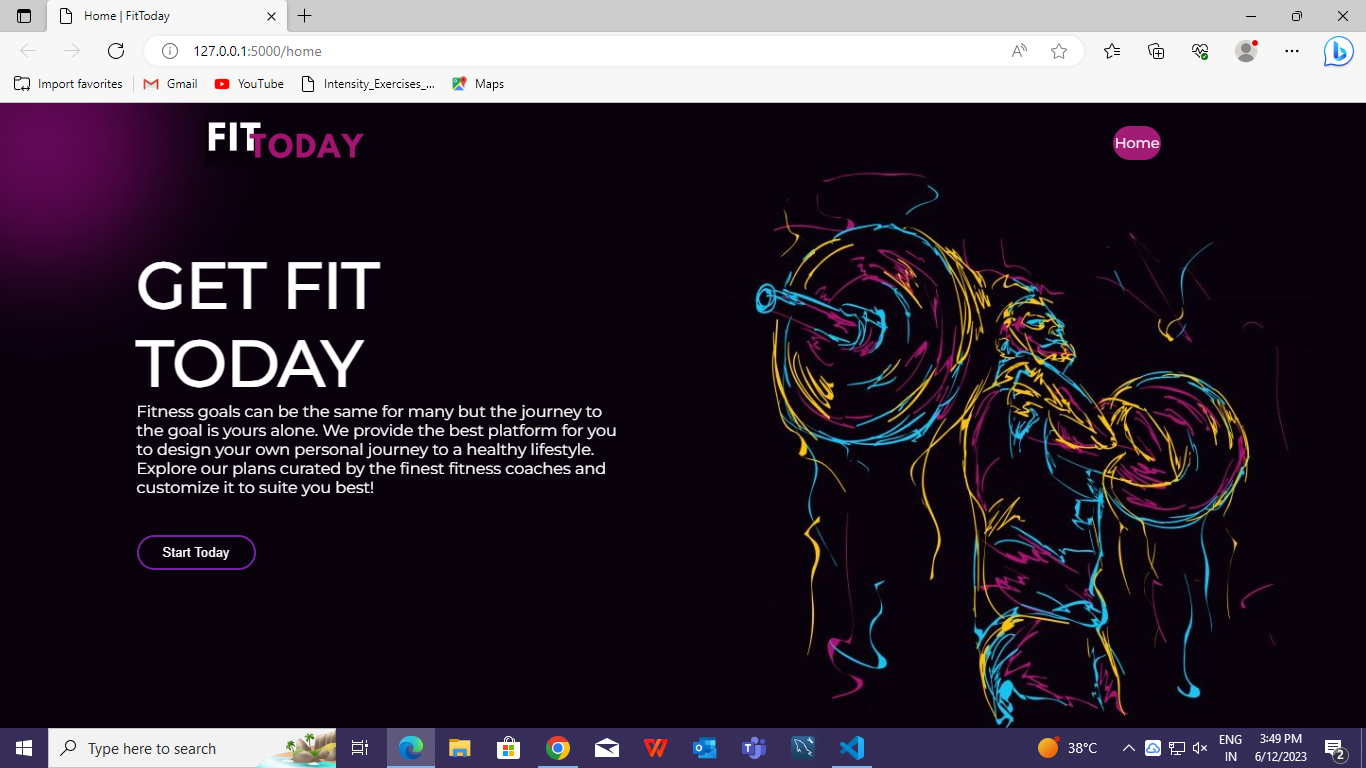 Home | FitToday
127.0.0.1:5000/home
Import favorites
Gmail
YouTube
Intensity_Exercises_...
Maps
FIT
TODAY
Home
GET FIT
TODAY
Fitness goals can be the same for many but the journey to
the goal is yours alone. We provide the best platform for you
to design your own personal journey to a healthy lifestyle.
Explore our plans curated by the finest fitness coaches and
customize it to suite you best!
Start Today
Type here to search
38°C
ENG
IN
3:49 PM
6/12/2023
2